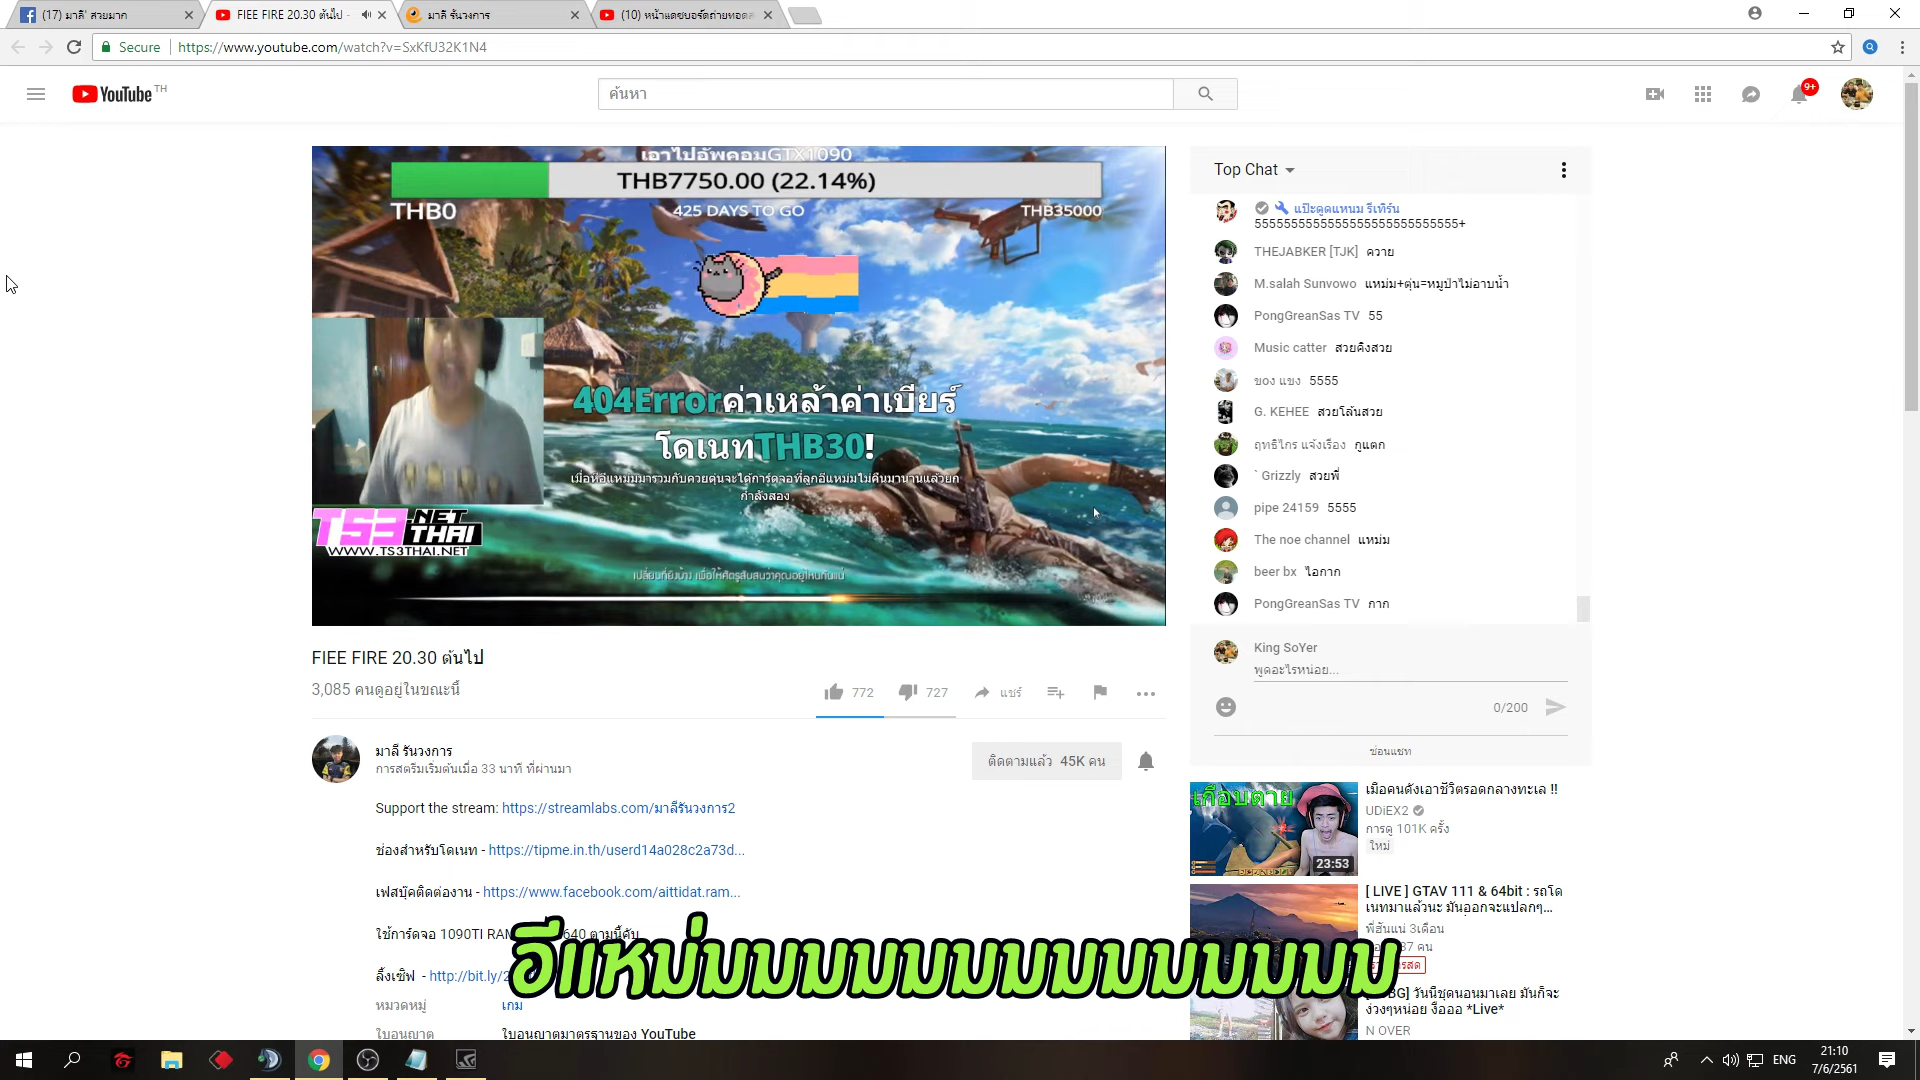 (17) มาลี' สวยมาก
FIEE FIRE 20.30 ต้นไป -
มาลี รันวงการ
(10) หน้าแดชบอร์ดถ่ายทอดส
Secure
https://www.youtube.com/watch?v=SxKfU32K1N4
YouTube TH
ค้นหา
9+
เอาไปอัพคอมGTX1090
THB7750.00 (22.14%)
THB0
425 DAYS TO GO
THB35000
404Errorค่าเหล้าค่าเบียร์
โดเนทTHB30!
เมื่อหีอีแหม่มมารวมกับควยตุ่นจะได้การ์ดจอที่ลูกอีแหม่มไม่คืนมานานแล้วยก
กำลังสอง
TS3.NET
THAI
WWW.TS3THAI.NET
เปลี่ยนที่ยิงบ้าง เพื่อให้ศัตรูสับสนว่าคุณอยู่ไหนกันแน่
Top Chat
แป๊ะดูดแหนม รีเทิร์น
5555555555555555555555555555+
THEJABKER [TJK] ควาย
M.salah Sunvowo แหม่ม+ตุ่น=หมูป่าไม่อาบน้ำ
PongGreanSas TV 55
Music catter สวยคิงสวย
ของ แขง 5555
G. KEHEE สวยโล้นสวย
ฤทธิไกร แจ้งเรือง กูแตก
` Grizzly สวยพี่
pipe 24159 5555
The noe channel แหม่ม
beer bx ไอกาก
PongGreanSas TV กาก
King SoYer
พูดอะไรหน่อย...
0/200
ซ่อนแชท
FIEE FIRE 20.30 ต้นไป
3,085 คนดูอยู่ในขณะนี้
772
727
แชร์
มาลี รันวงการ
การสตรีมเริ่มต้นเมื่อ 33 นาที ที่ผ่านมา
ติดตามแล้ว 45K คน
Support the stream: https://streamlabs.com/มาลีรันวงการ2
ช่องสำหรับโดเนท - https://tipme.in.th/userd14a028c2a73d...
เฟสบุ๊คติดต่องาน - https://www.facebook.com/aittidat.ram...
ใช้การ์ดจอ 1090TI RAM 640 ตามนี้คับ
ลิ้งเซิฟ - http://bit.ly/2
อีแหม่มมมมมมมมมมมมมม
หมวดหมู่ เกม
ใบอนุญาต ใบอนุญาตมาตรฐานของ YouTube
เกือบตาย
23:53
เมื่อคนดังเอาชีวิตรอดกลางทะเล !!
UDiEX2
การดู 101K ครั้ง
ใหม่
[ LIVE ] GTAV 111 & 64bit : รถโด
เนทมาแล้วนะ มันออกจะแปลกๆ...
พี่ฮันแน่ 3เดือน
37 คน
BG] วันนี้ชุดนอนมาเลย มันก็จะ
ง่วงๆหน่อย งื้ออ *Live*
N OVER
ENG
21:10
7/6/2561